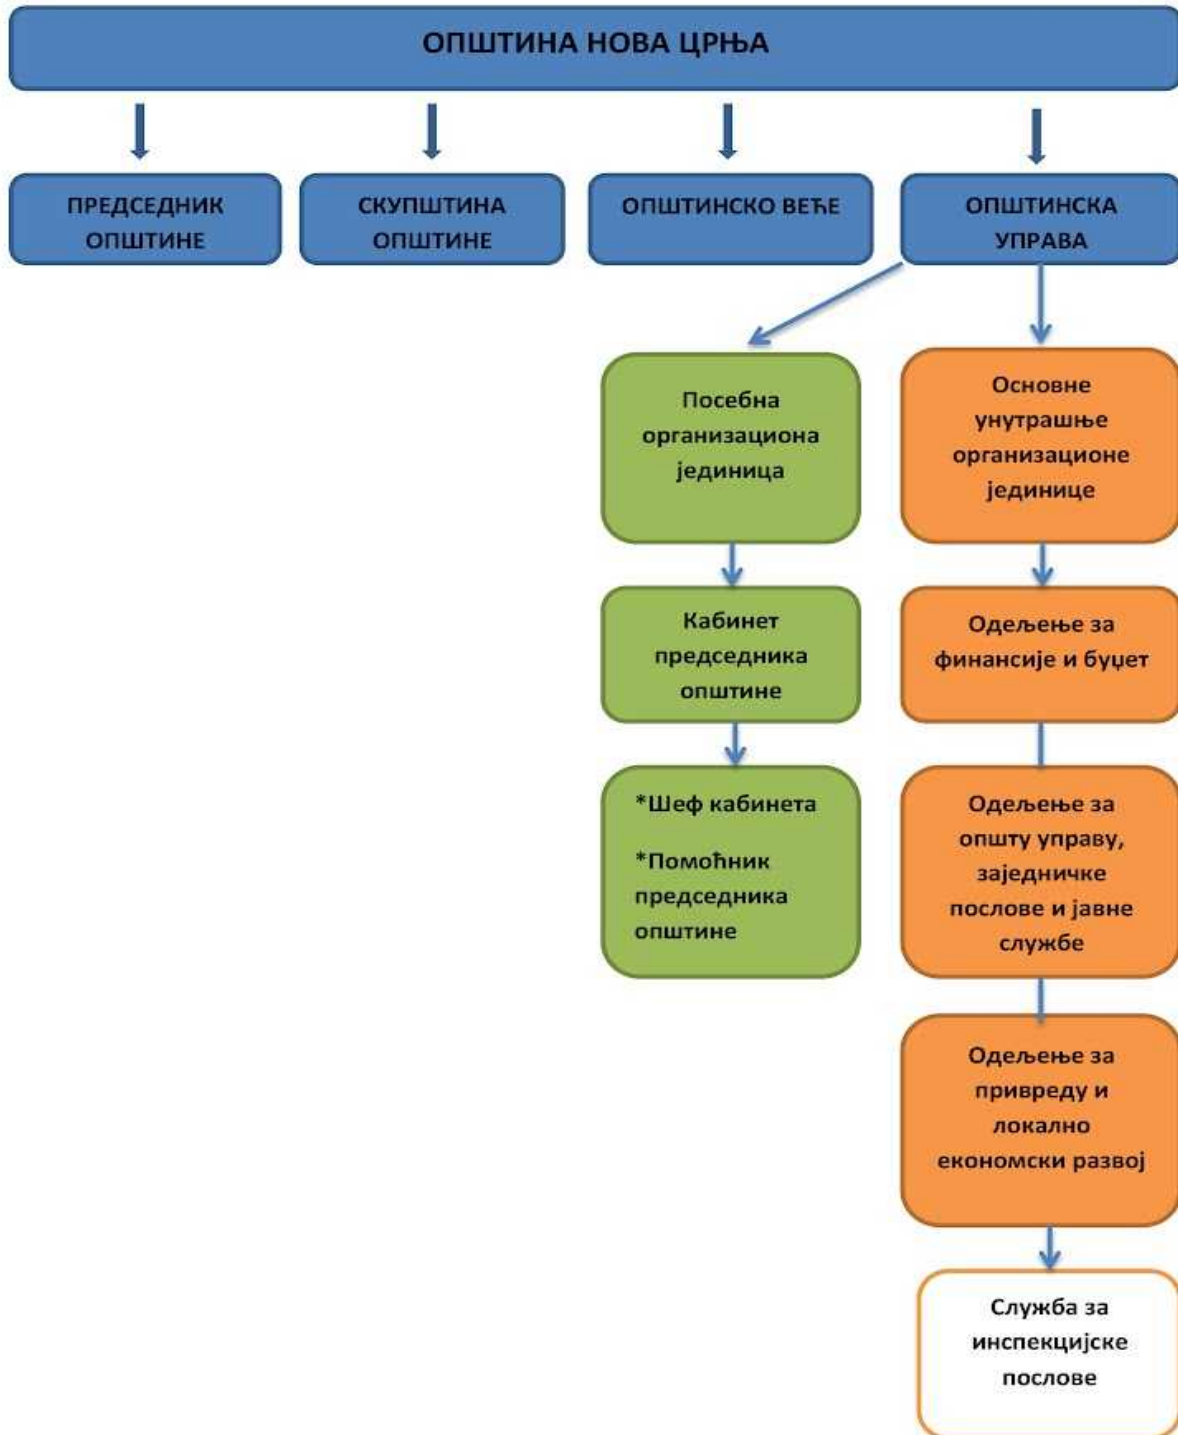 ОПШТИНА НОВА ЦРЊА
ПРЕДСЕДНИК
ОПШТИНЕ
СКУПШТИНА
ОПШТИНЕ
ОПШТИНСКО ВЕЋЕ
ОПШТИНСКА
УПРАВА
Посебна
организациона
јединица
Основне
унутрашње
организационе
јединице
Кабинет
председника
општине
Одељење за
финансије и буџет
*Шеф кабинета
*Помоћник
председника
општине
Одељење за
општу управу,
заједничке
послове и јавне
службе
Одељење за
привреду и
локално
економски развој
Служба за
инспекцијске
послове